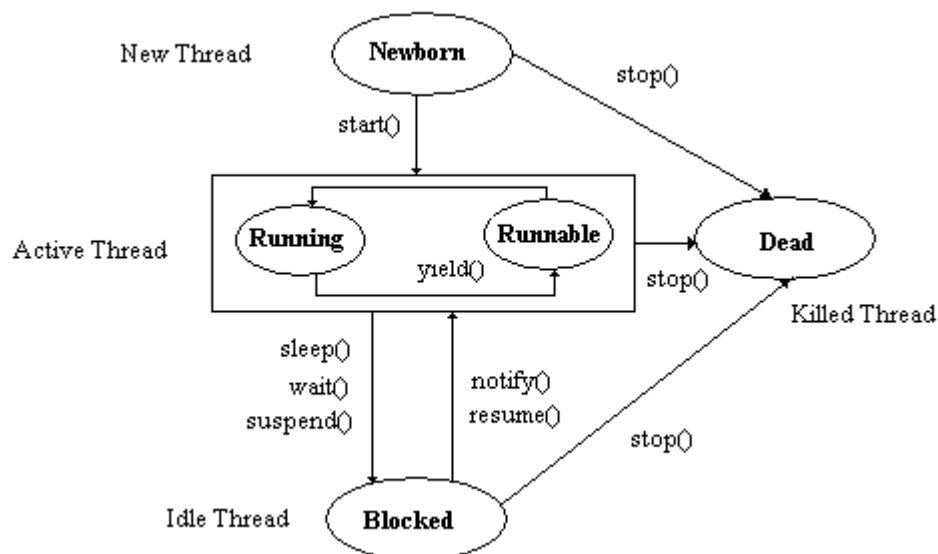 New Thread
Newborn
stop()
start()
Running
Runnable
Active Thread
yield()
stop()
Dead
Killed Thread
sleep()
wait()
suspend()
notify()
resume()
stop()
Idle Thread
Blocked